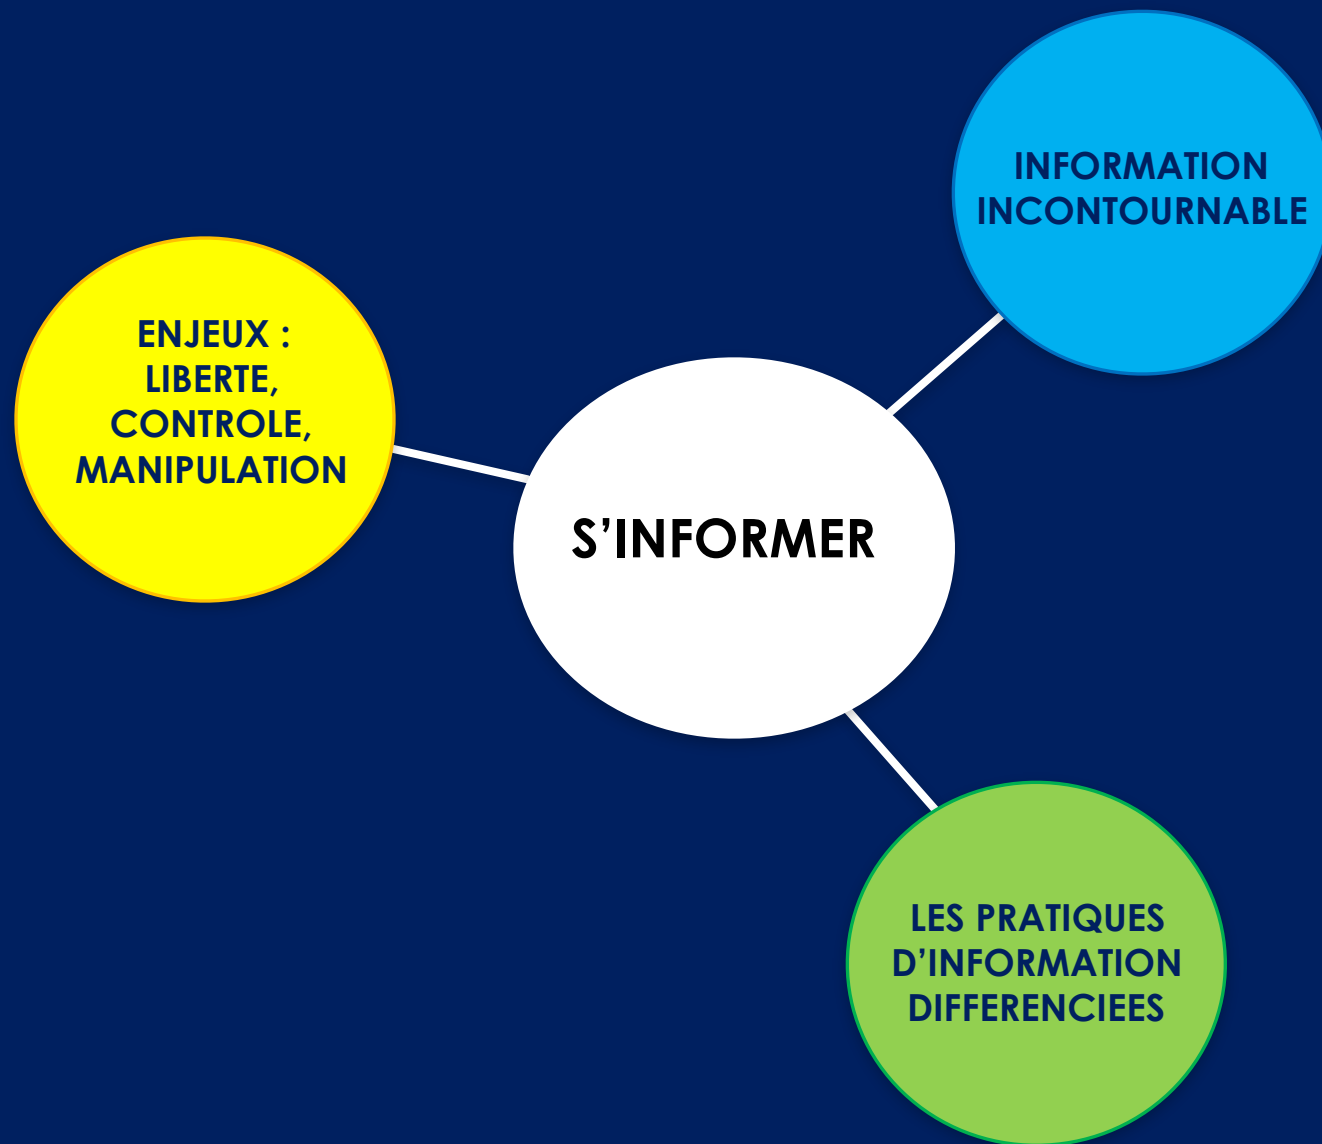 INFORMATION
INCONTOURNABLE
ENJEUX :
LIBERTE,
CONTROLE,
MANIPULATION
S’INFORMER
LES PRATIQUES
D’INFORMATION
DIFFERENCIEES